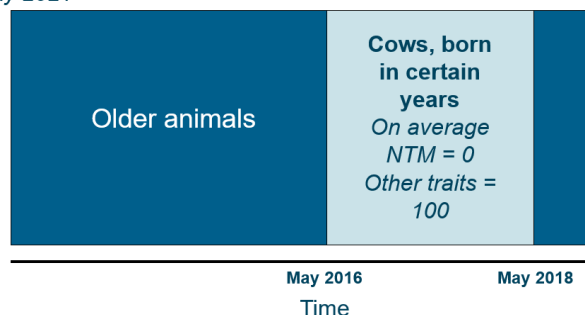 Older animals
Cows, born
in certain
years
On average
NTM = 0
Other traits =
100
May 2016
May 2018
Time